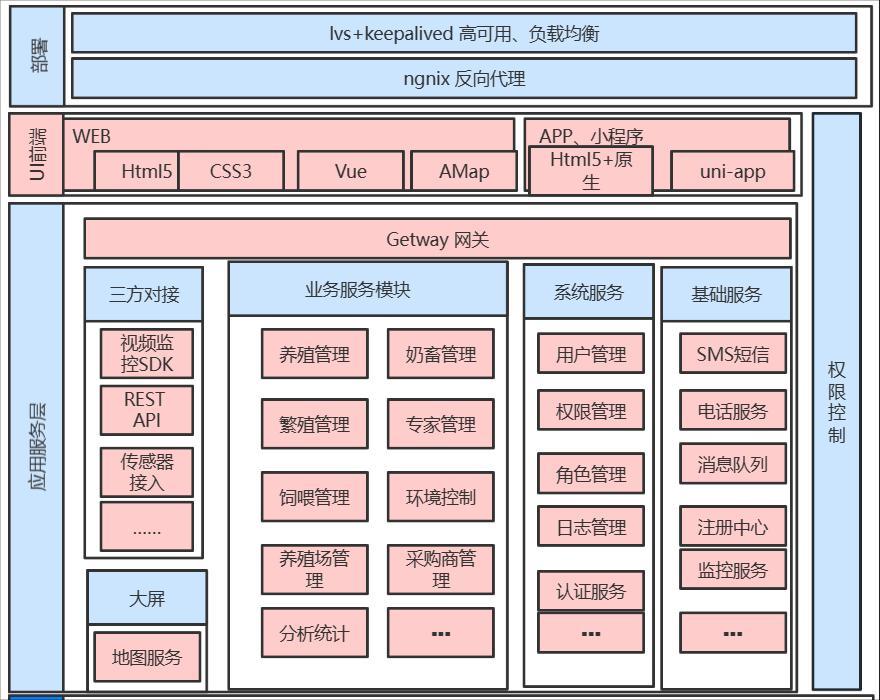 部署
lvs+keepalived 高可用、负载均衡
ngnix 反向代理
UI前端
WEB
Html5
CSS3
Vue
AMap
APP、小程序
Html5+原
生
uni-app
权限控制
应用服务层
Getway 网关
三方对接
视频监
控SDK
REST
API
传感器
接入
......
大屏
地图服务
业务服务模块
养殖管理
奶畜管理
繁殖管理
专家管理
饲喂管理
环境控制
养殖场管
理
采购商管
理
分析统计
...
系统服务
用户管理
权限管理
角色管理
日志管理
认证服务
...
基础服务
SMS短信
电话服务
消息队列
注册中心
监控服务
...